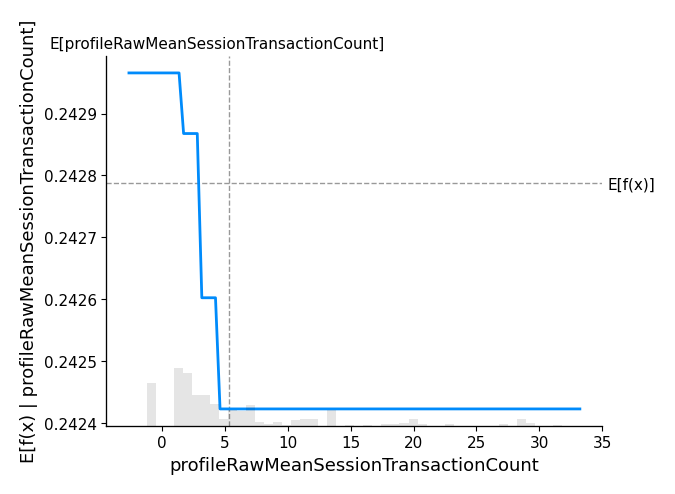 E[profileRawMeanSessionTransactionCount]
E[f(x) | profileRawMeanSessionTransactionCount]
0.2429
0.2428
0.2427
0.2426
0.2425
0.2424
E[f(x)]
0 5 10 15 20 25 30 35
profileRawMeanSessionTransactionCount